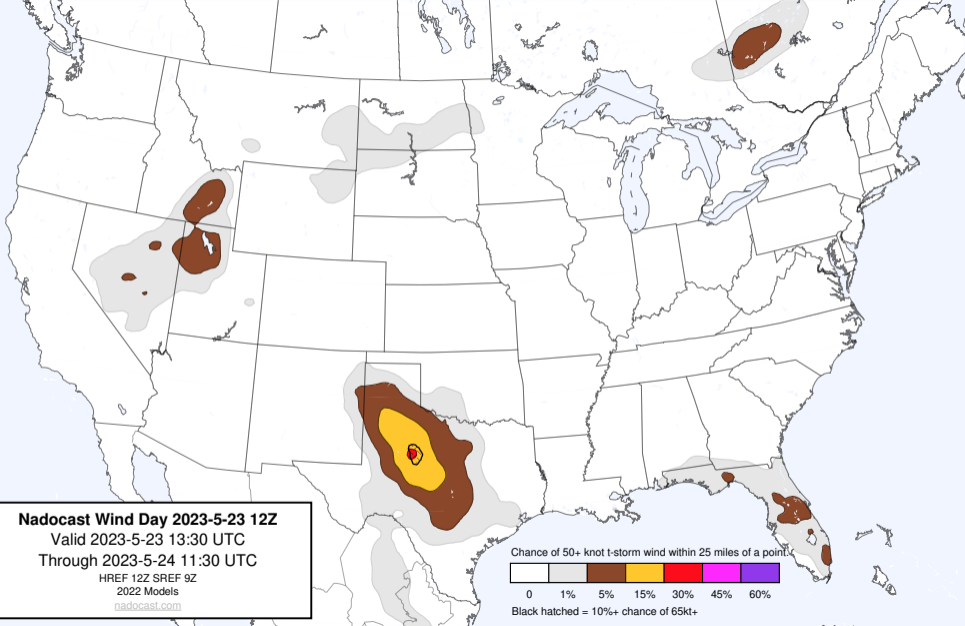 Nadocast Wind Day 2023-5-23 12Z
Valid 2023-5-23 13:30 UTC
Through 2023-5-24 11:30 UTC
HREF 12Z SREF 9Z
2022 Models
nadocast.com
Chance of 50+ knot t-storm wind within 25 miles of a point.
0 1% 5% 15% 30% 45% 60%
Black hatched = 10%+ chance of 65kt+